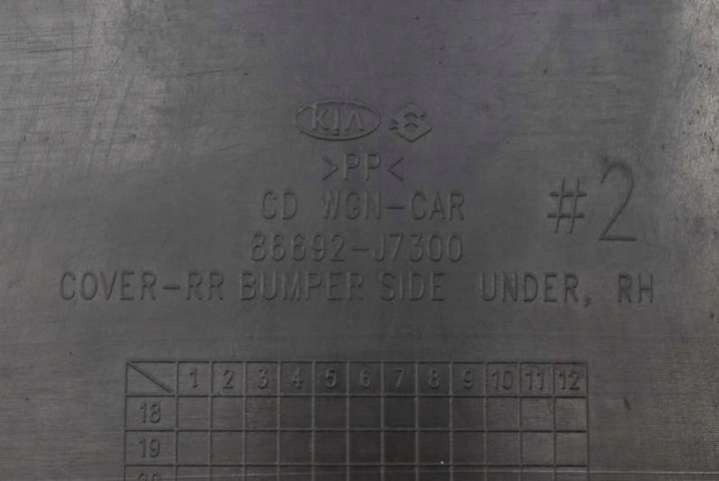 KIA
>PP<
CD WGN-CAR
#2
86692-J7300
COVER-RR BUMPER SIDE UNDER, RH
1 2 3 4 5 6 7 8 9 10 11 12
18
19